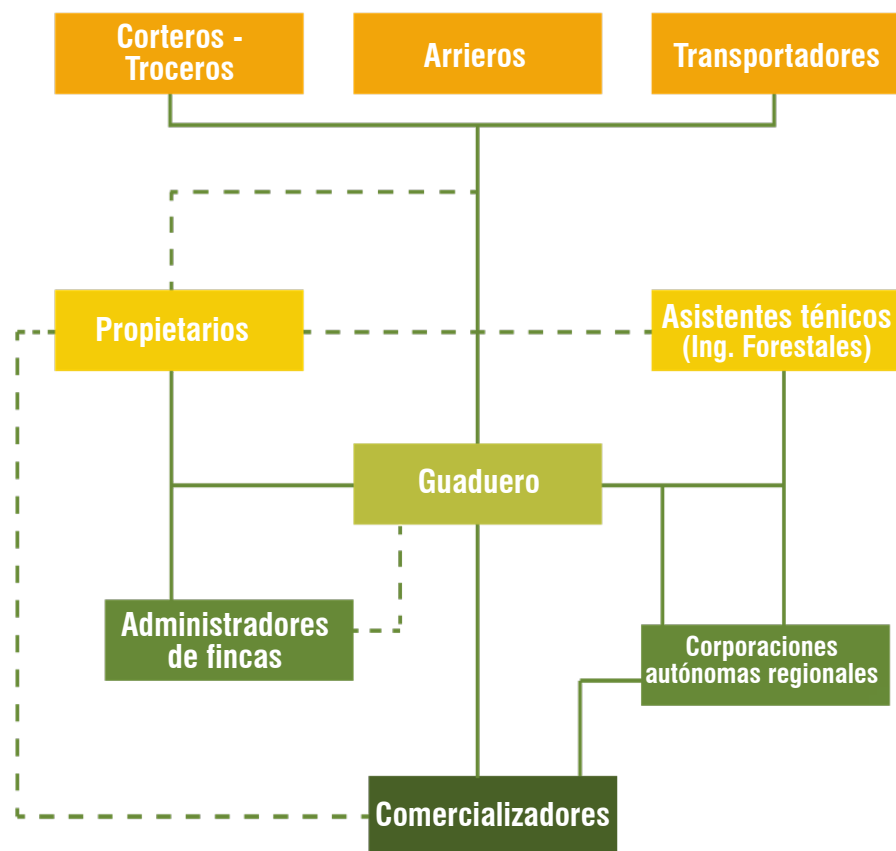 Corteros -
Troceros
Arrieros
Transportadores
Propietarios
Asistentes ténicos
(Ing. Forestales)
Guaduero
Administradores
de fincas
Corporaciones
autónomas regionales
Comercializadores